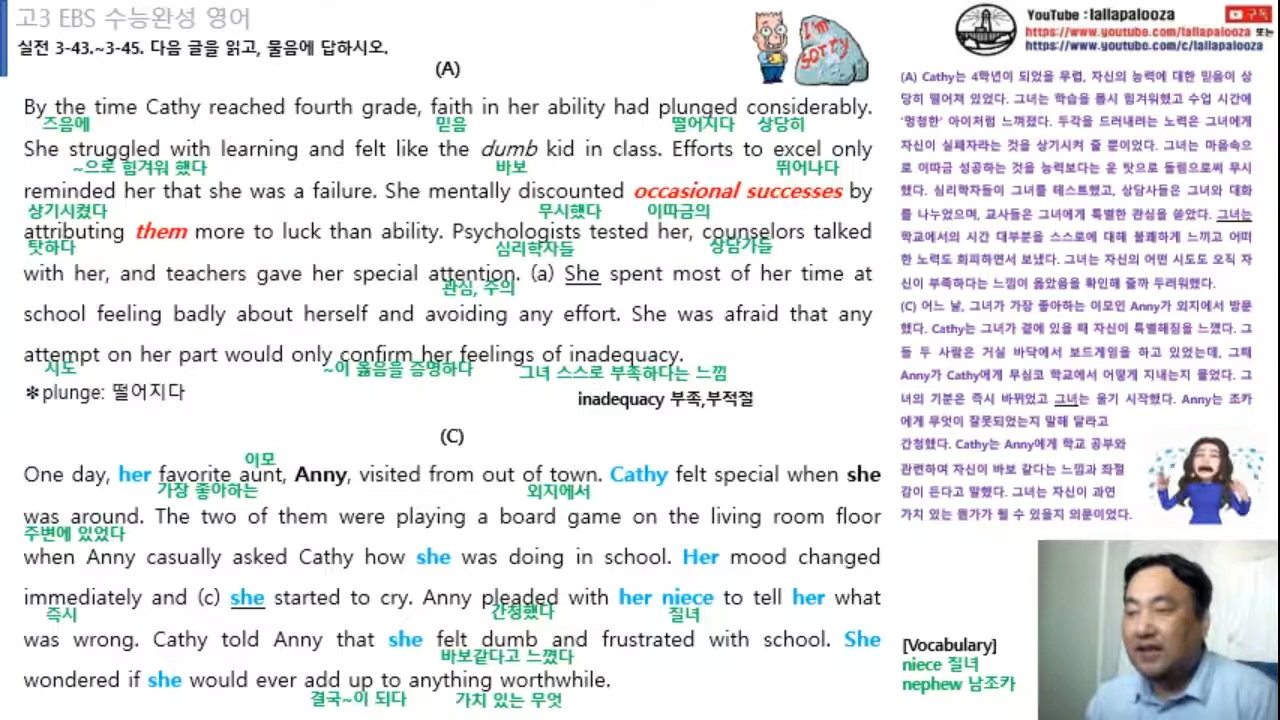 고3 EBS 수능완성 영어
실전 3-43.~3-45. 다음 글을 읽고, 물음에 답하시오.
I'm sorry
YouTube : lallapalooza
구독
https://www.youtube.com/lallapalooza 또는
https://www.youtube.com/c/lallapalooza
(A)
By the time Cathy reached fourth grade, faith in her ability had plunged considerably.
즈음에 믿음 떨어지다 상당히
She struggled with learning and felt like the dumb kid in class. Efforts to excel only
~으로 힘겨워 했다 바보 뛰어나다
reminded her that she was a failure. She mentally discounted occasional successes by
상기시켰다 무시했다 이따금의
attributing them more to luck than ability. Psychologists tested her, counselors talked
탓하다 심리학자들 상담가들
with her, and teachers gave her special attention. (a) She spent most of her time at
관심, 주의
school feeling badly about herself and avoiding any effort. She was afraid that any
attempt on her part would only confirm her feelings of inadequacy.
시도 ~이 옳음을 증명하다 그녀 스스로 부족하다는 느낌
✻plunge: 떨어지다
inadequacy 부족,부적절
(C)
이모
One day, her favorite aunt, Anny, visited from out of town. Cathy felt special when she
가장 좋아하는 외지에서
was around. The two of them were playing a board game on the living room floor
주변에 있었다
when Anny casually asked Cathy how she was doing in school. Her mood changed
immediately and (c) she started to cry. Anny pleaded with her niece to tell her what
즉시 간청했다 질녀
was wrong. Cathy told Anny that she felt dumb and frustrated with school. She
바보같다고 느꼈다
wondered if she would ever add up to anything worthwhile.
결국~이 되다 가치 있는 무엇
(A) Cathy는 4학년이 되었을 무렵, 자신의 능력에 대한 믿음이 상
당히 떨어져 있었다. 그녀는 학습을 몹시 힘겨워했고 수업 시간에
'멍청한' 아이처럼 느껴졌다. 두각을 드러내려는 노력은 그녀에게
자신이 실패자라는 것을 상기시켜 줄 뿐이었다. 그녀는 마음속으
로 이따금 성공하는 것을 능력보다는 운 탓으로 돌림으로써 무시
했다. 심리학자들이 그녀를 테스트했고, 상담사들은 그녀와 대화
를 나누었으며, 교사들은 그녀에게 특별한 관심을 쏟았다. 그녀는
학교에서의 시간 대부분을 스스로에 대해 불쾌하게 느끼고 어떠
한 노력도 회피하면서 보냈다. 그녀는 자신의 어떤 시도도 오직 자
신이 부족하다는 느낌이 옳았음을 확인해 줄까 두려워했다.
(C) 어느 날, 그녀가 가장 좋아하는 이모인 Anny가 외지에서 방문
했다. Cathy는 그녀가 곁에 있을 때 자신이 특별해짐을 느꼈다. 그
들 두 사람은 거실 바닥에서 보드게임을 하고 있었는데, 그때
Anny가 Cathy에게 무심코 학교에서 어떻게 지내는지 물었다. 그
녀의 기분은 즉시 바뀌었고 그녀는 울기 시작했다. Anny는 조카
에게 무엇이 잘못되었는지 말해 달라고
간청했다. Cathy는 Anny에게 학교 공부와
관련하여 자신이 바보 같다는 느낌과 좌절
감이 든다고 말했다. 그녀는 자신이 과연
가치 있는 뭔가가 될 수 있을지 의문이었다.
[Vocabulary]
niece 질녀
nephew 남조카